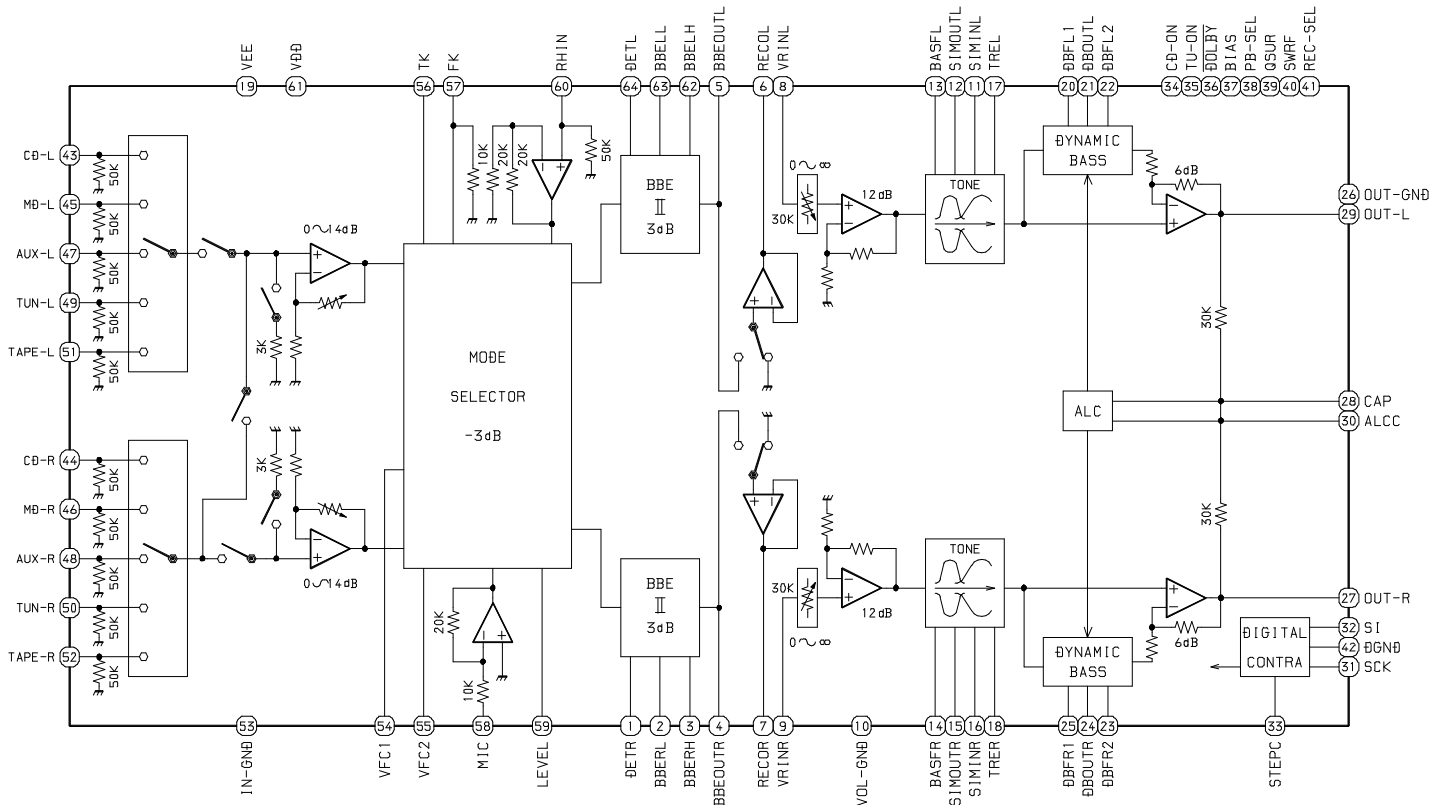 VEE
VDD
TK
FK
RHIN
DETL
BBELL
BBELH
BBEOUTL
RECOL
VRINL
BASFL
SIMOUTL
SIMINL
TREL
DBFL1
DBOUTL
DBFL2
CD-ON
TU-ON
DOLBY
BIAS
PB-SEL
QSUR
SWRF
REC-SEL
19
61
56
57
60
64
63
62
5
6
8
13
12
11
17
20
21
22
34
35
36
37
38
39
40
41
CD-L 43
50K
MD-L 45
50K
AUX-L 47
50K
TUN-L 49
50K
TAPE-L 51
50K
0~14dB
+
−
3K
10K
20K
20K
− +
50K
BBE
II
3dB
0~∞
30K
12dB
+
−
TONE
DYNAMIC
BASS
6dB
−
+
26 OUT-GND
29 OUT-L
MODE
SELECTOR
-3dB
+ −
30K
ALC
28 CAP
30 ALCC
CD-R 44
50K
MD-R 46
50K
AUX-R 48
50K
TUN-R 50
50K
TAPE-R 52
50K
3K
−
+
0~14dB
20K
− +
10K
BBE
II
3dB
+ −
30K
0~∞
−
+
12dB
TONE
30K
+
−
6dB
DYNAMIC
BASS
27 OUT-R
DIGITAL
CONTRA
32 SI
42 DGND
31 SCK
53
54
55
58
59
1
2
3
4
7
9
10
14
15
16
18
25
24
23
33
IN-GND
VFC1
VFC2
MIC
LEVEL
DETR
BBERL
BBERH
BBEOUTR
RECOR
VRINR
VOL-GND
BASFR
SIMOUTR
SIMINR
TRER
DBFR1
DBOUTR
DBFR2
STEPC